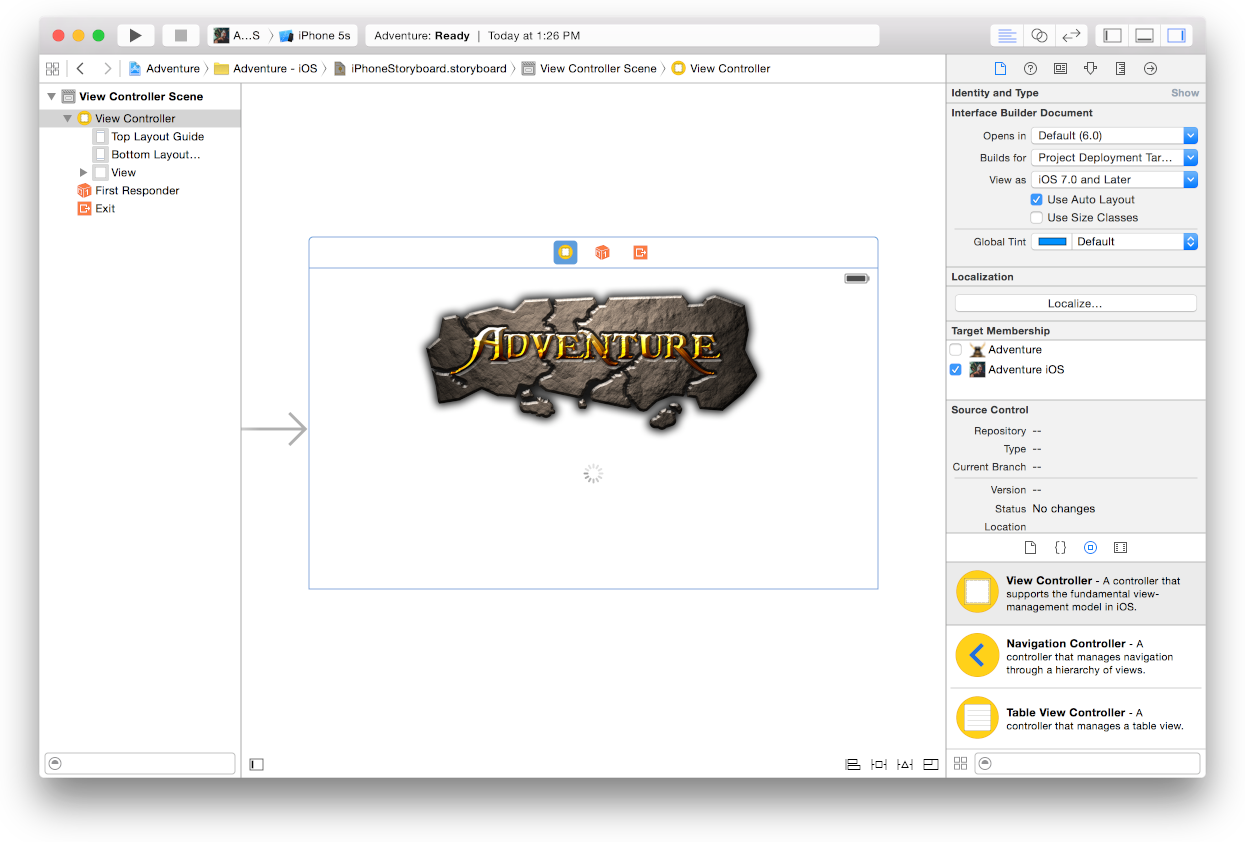 A...S 〉 iPhone 5s
Adventure: Ready | Today at 1:26 PM
Adventure 〉 Adventure - iOS 〉 iPhoneStoryboard.storyboard 〉 View Controller Scene 〉 View Controller
View Controller Scene
View Controller
Top Layout Guide
Bottom Layout...
View
First Responder
Exit
ADVENTURE
Identity and Type Show
Interface Builder Document
Opens in Default (6.0)
Builds for Project Deployment Tar...
View as iOS 7.0 and Later
Use Auto Layout
Use Size Classes
Global Tint Default
Localization
Localize...
Target Membership
Adventure
Adventure iOS
Source Control
Repository --
Type --
Current Branch --
Version --
Status No changes
Location
View Controller - A controller that
supports the fundamental view-
management model in iOS.
Navigation Controller - A
controller that manages navigation
through a hierarchy of views.
Table View Controller - A
controller that manages a table view.